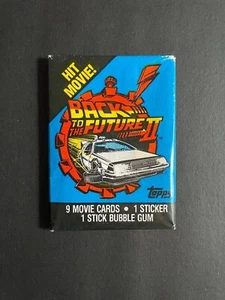 HIT
MOVIE!
BACK
TO
THE FUTURE II
topps
9 MOVIE CARDS • 1 STICKER
1 STICK BUBBLE GUM